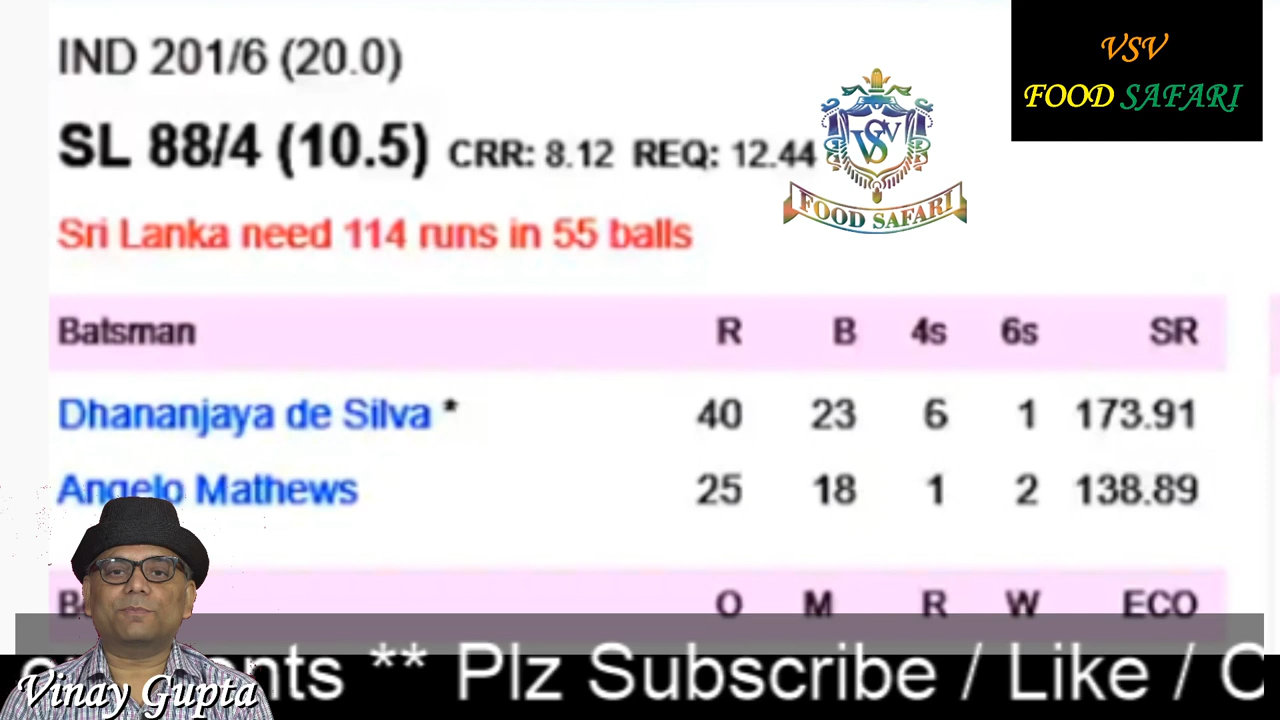 IND 201/6 (20.0)
VSV
FOOD SAFARI
SL 88/4 (10.5) CRR: 8.12 REQ: 12.44
VSV
FOOD SAFARI
Sri Lanka need 114 runs in 55 balls
Batsman R B 4s 6s SR
Dhananjaya de Silva * 40 23 6 1 173.91
Angelo Mathews 25 18 1 2 138.89
O M R W ECO
** Plz Subscribe / Like /
Vinay Gupta